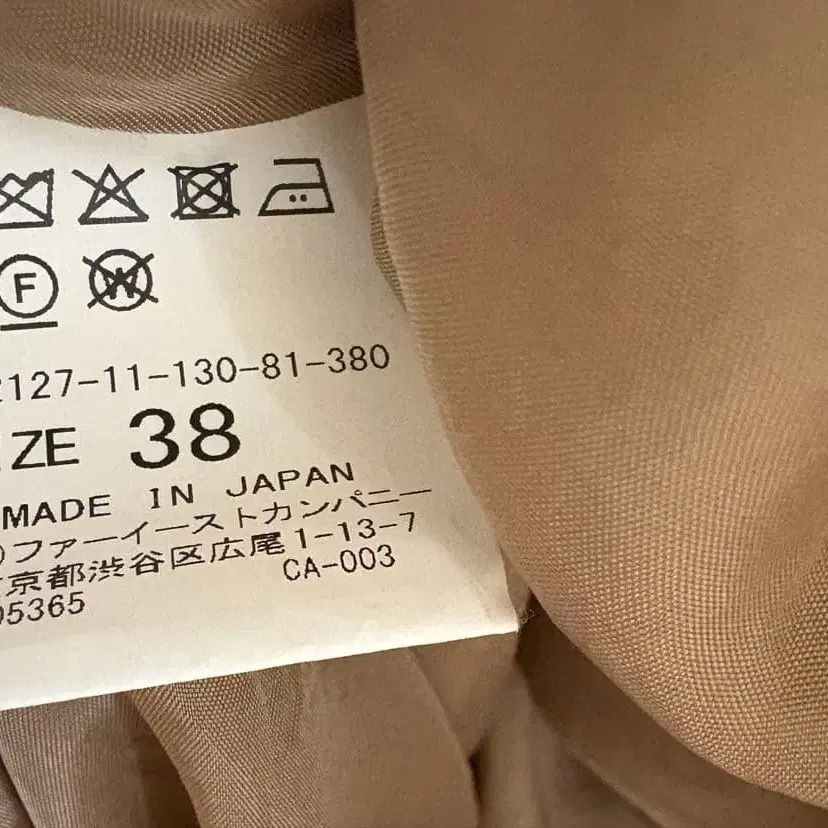 F
W
2127-11-130-81-380
SIZE 38
MADE IN JAPAN
)ファーイーストカンパニー
京都渋谷区広尾1-13-7
05365 CA-003